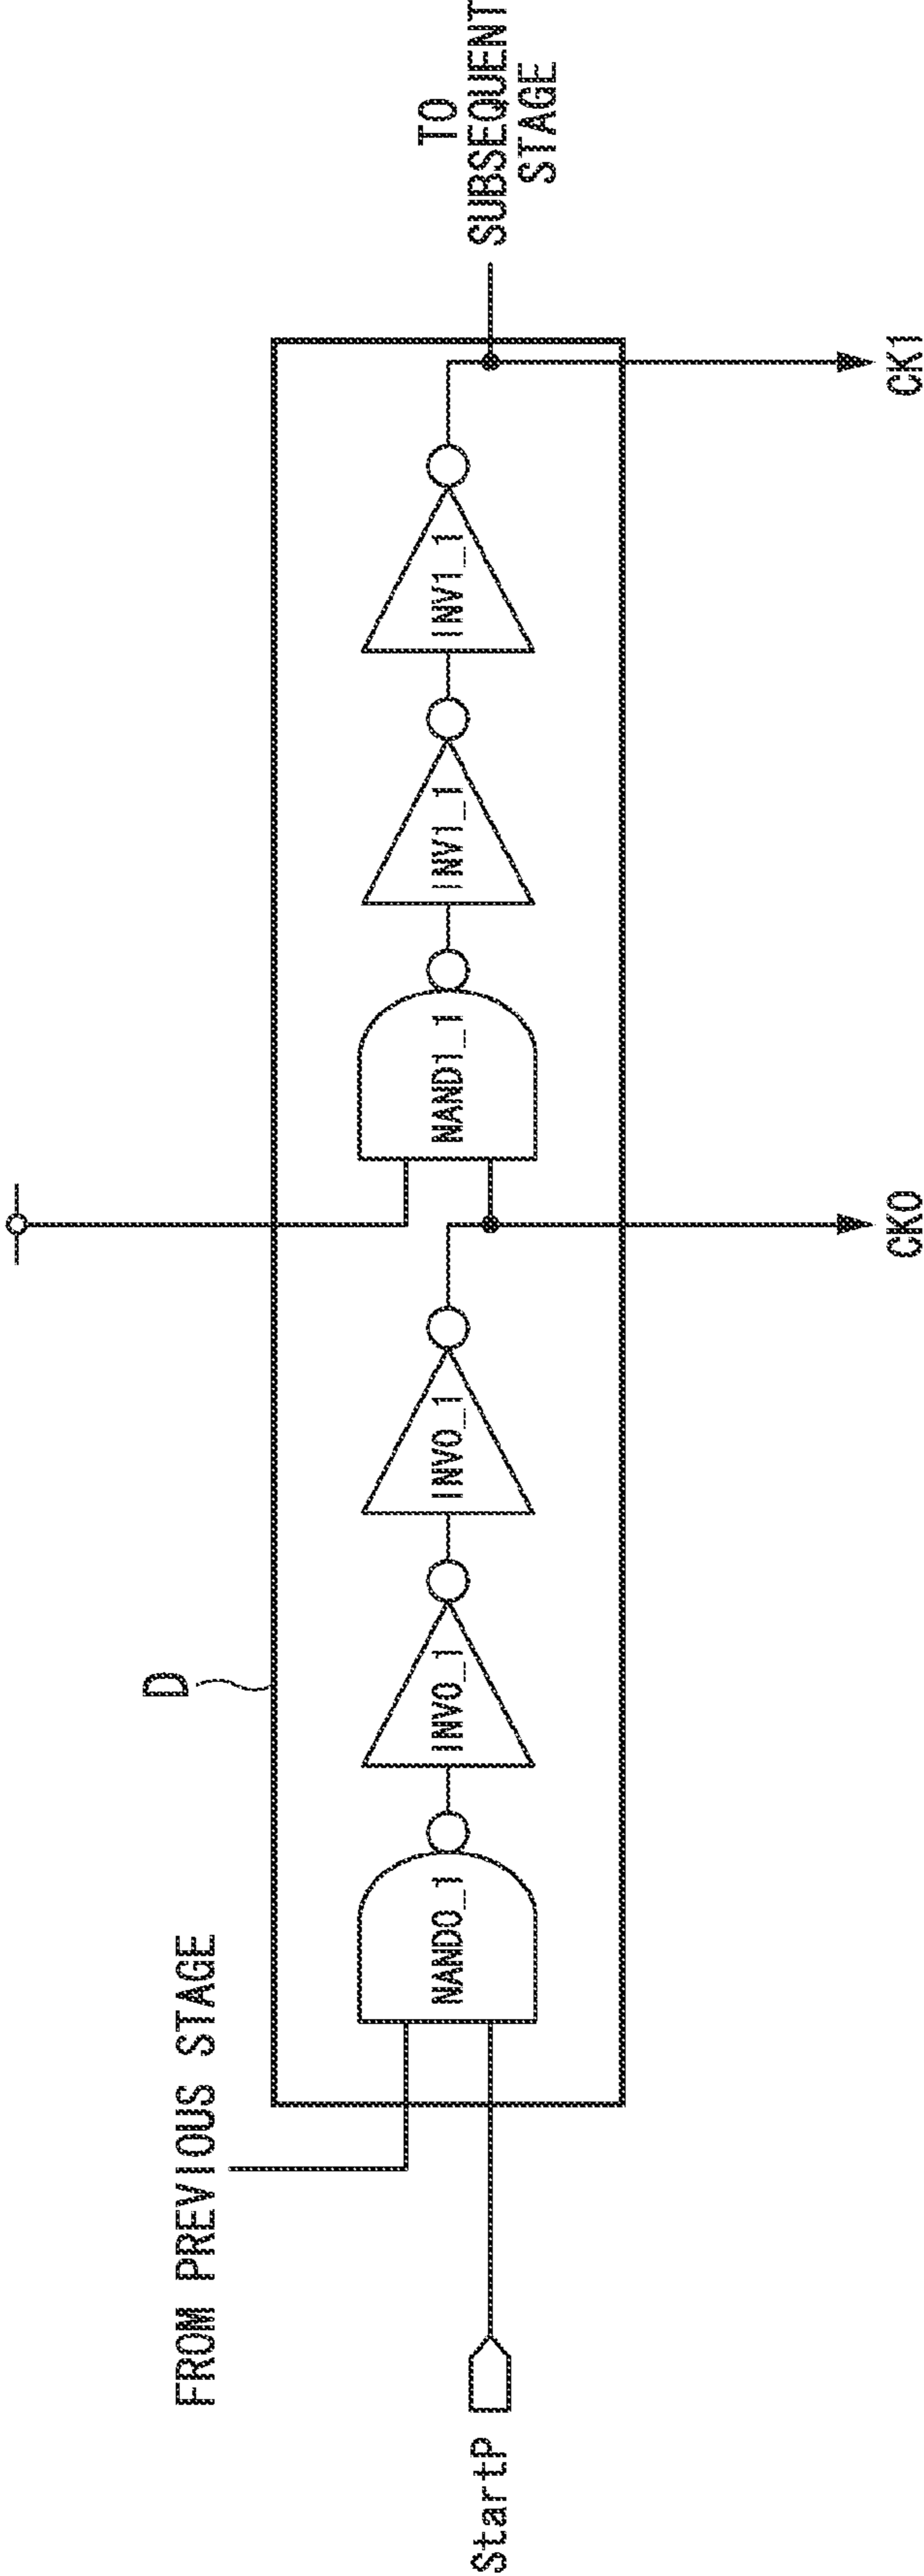 FROM PREVIOUS STAGE
D
StartP
NAND0_1
INV0_1
INV0_1
NAND1_1
INV1_1
INV1_1
TO
SUBSEQUENT
STAGE
CK0
CK1